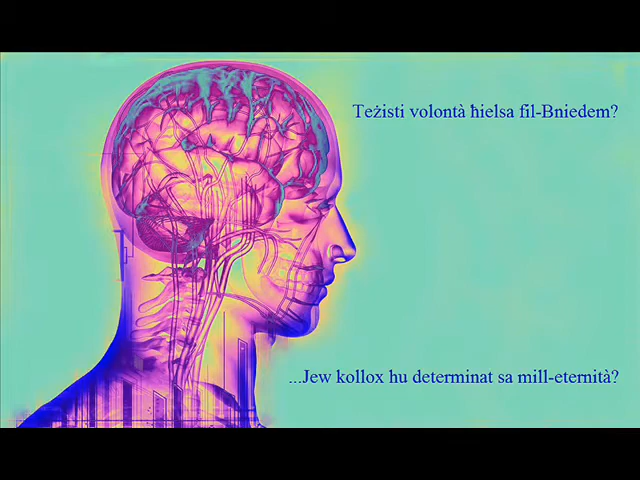 Teżisti volontà ħielsa fil-Bniedem?
...Jew kollox hu determinat sa mill-eternità?